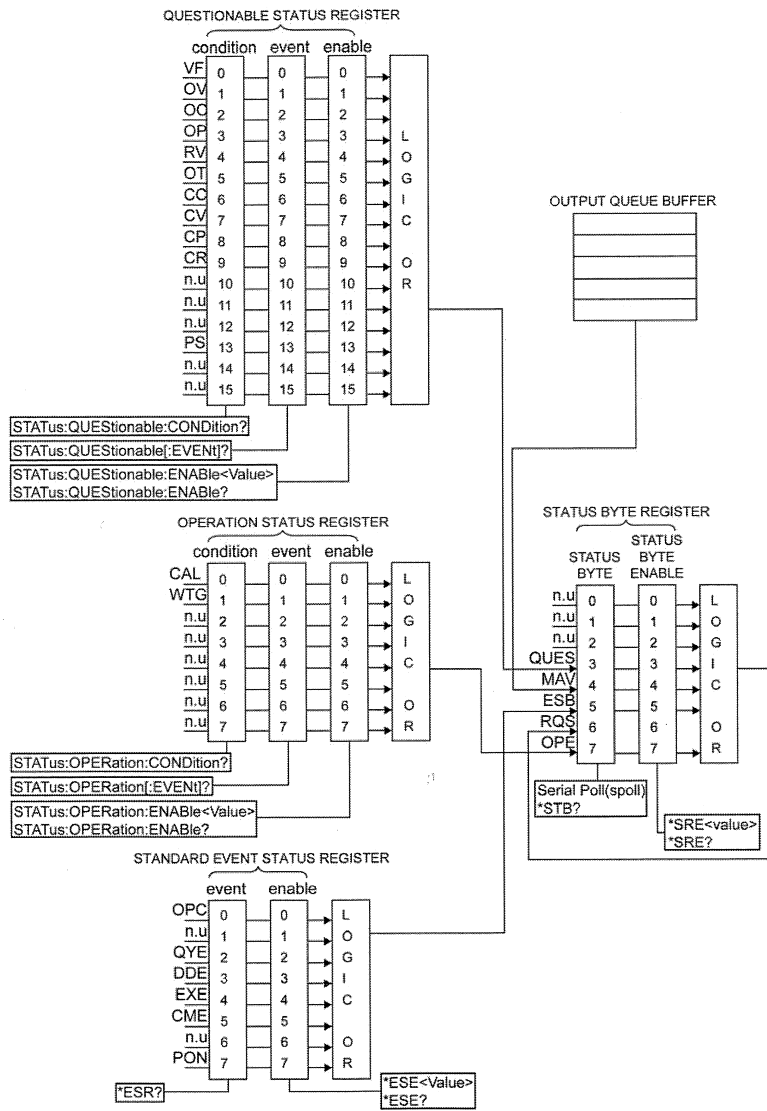 QUESTIONABLE STATUS REGISTER
condition event enable
VF 0 0 0
OV 1 1 1
OC 2 2 2
OP 3 3 3
RV 4 4 4
OT 5 5 5
CC 6 6 6
CV 7 7 7
CP 8 8 8
CR 9 9 9
n.u 10 10 10
n.u 11 11 11
n.u 12 12 12
PS 13 13 13
n.u 14 14 14
n.u 15 15 15
LOGIC OR
STATus:QUEStionable:CONDition?
STATus:QUEStionable[:EVENt]?
STATus:QUEStionable:ENABle<Value>
STATus:QUEStionable:ENABle?
OUTPUT QUEUE BUFFER
OPERATION STATUS REGISTER
condition event enable
CAL 0 0 0
WTG 1 1 1
n.u 2 2 2
n.u 3 3 3
n.u 4 4 4
n.u 5 5 5
n.u 6 6 6
n.u 7 7 7
LOGIC OR
STATus:OPERation:CONDition?
STATus:OPERation[:EVENt]?
STATus:OPERation:ENABle<Value>
STATus:OPERation:ENABle?
STATUS BYTE REGISTER
STATUS BYTE
STATUS BYTE ENABLE
n.u 0 0
n.u 1 1
n.u 2 2
QUES 3 3
MAV 4 4
ESB 5 5
RQS 6 6
OPE 7 7
LOGIC OR
Serial Poll(spoll)
*STB?
*SRE<value>
*SRE?
STANDARD EVENT STATUS REGISTER
event enable
OPC 0 0
n.u 1 1
QYE 2 2
DDE 3 3
EXE 4 4
CME 5 5
n.u 6 6
PON 7 7
LOGIC OR
*ESR?
*ESE<Value>
*ESE?